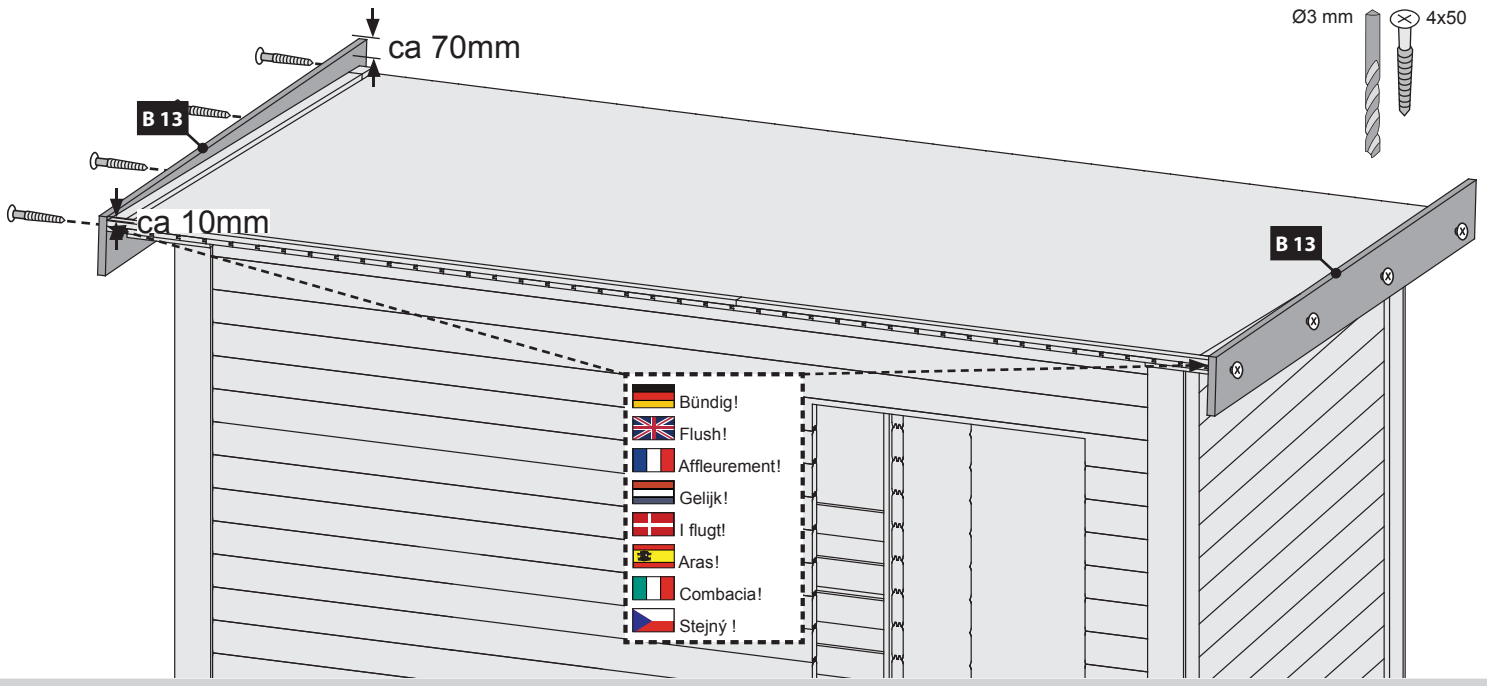 Ø3 mm
4x50
ca 70mm
B 13
ca 10mm
B 13
Bündig!
Flush!
Affleurement!
Gelijk!
I flugt!
Aras!
Combacia!
Stejný !